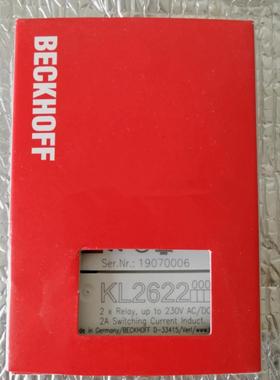 BECKHOFF
Ser.Nr.: 19070006
KL2622
2 x Relay, up to 230V AC/DC
2A Switching Current Induct.
de in Germany/BECKHOFF D-33415/Verl/www.